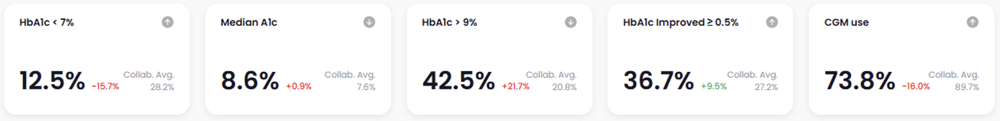 HbA1c < 7%
12.5% -15.7% Collab. Avg.
28.2%
Median A1c
8.6% +0.9% Collab. Avg.
7.6%
HbA1c > 9%
42.5% +21.7% Collab. Avg.
20.8%
HbA1c Improved ≥ 0.5%
36.7% +9.5% Collab. Avg.
27.2%
CGM use
73.8% -16.0% Collab. Avg.
89.7%